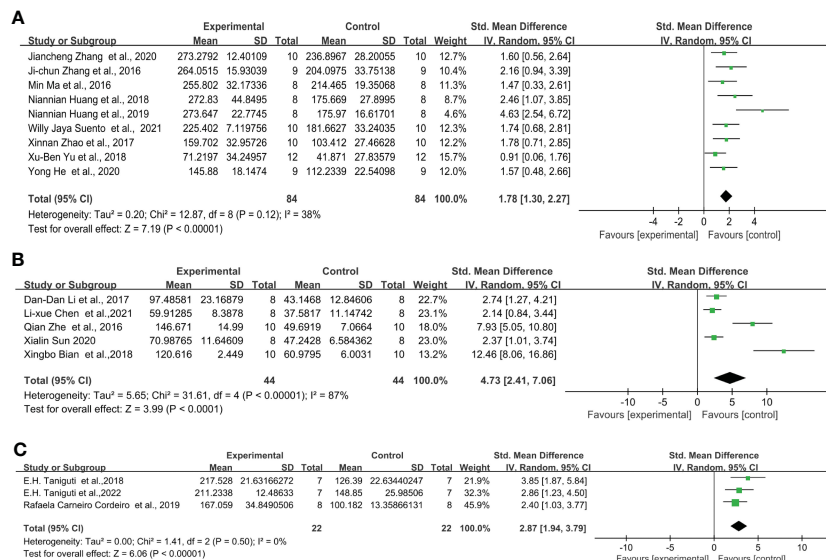 A
Experimental Control Std. Mean Difference Std. Mean Difference
Study or Subgroup Mean SD Total Mean SD Total Weight IV. Random. 95% CI IV. Random. 95% CI
Jiancheng Zhang et al., 2020 273.2792 12.40109 10 236.8967 28.20055 10 12.7% 1.60 [0.56, 2.64]
Ji-chun Zhang et al., 2016 264.0515 15.93039 9 204.0975 33.75138 9 10.4% 2.16 [0.94, 3.39]
Min Ma et al., 2016 255.802 32.17336 8 214.465 19.35068 8 11.6% 1.47 [0.33, 2.61]
Niannian Huang et al., 2018 272.83 44.8495 8 175.669 27.8995 8 8.7% 2.46 [1.07, 3.85]
Niannian Huang et al., 2019 273.647 22.7745 8 175.97 16.61701 8 4.6% 4.63 [2.54, 6.72]
Willy Jaya Suento et al., 2021 225.402 7.119756 10 181.6627 33.24035 10 12.3% 1.74 [0.68, 2.81]
Xinnan Zhao et al., 2017 159.702 32.95726 10 103.412 27.46628 10 12.1% 1.78 [0.71, 2.85]
Xu-Ben Yu et al., 2018 71.2197 34.24957 12 41.871 27.83579 12 15.6% 0.91 [0.06, 1.76]
Yong He et al., 2020 145.88 18.1474 9 112.2339 22.54098 9 12.1% 1.57 [0.48, 2.66]
Total (95% CI) 84 84 100.0% 1.78 [1.30, 2.27]
Heterogeneity: Tau² = 0.20; Chi² = 12.87, df = 8 (P = 0.12); I² = 38%
Test for overall effect: Z = 7.19 (P < 0.00001)
-4 -2 0 2 4
Favours [experimental] Favours [control]
B
Experimental Control Std. Mean Difference Std. Mean Difference
Study or Subgroup Mean SD Total Mean SD Total Weight IV. Random. 95% CI IV. Random. 95% CI
Dan-Dan Li et al., 2017 97.48581 23.16879 8 43.1468 12.84606 8 22.7% 2.74 [1.27, 4.21]
Li-xue Chen et al.,2021 59.91285 8.3878 8 37.5817 11.14742 8 23.1% 2.14 [0.84, 3.44]
Qian Zhe et al., 2016 146.671 14.99 10 49.6919 7.0664 10 18.0% 7.93 [5.05, 10.80]
Xialin Sun 2020 70.98765 11.64609 8 47.2428 6.584362 8 23.0% 2.37 [1.01, 3.74]
Xingbo Bian et al.,2018 120.616 2.449 10 60.9795 6.0031 10 13.2% 12.46 [8.06, 16.86]
Total (95% CI) 44 44 100.0% 4.73 [2.41, 7.06]
Heterogeneity: Tau² = 5.65; Chi² = 31.61, df = 4 (P < 0.00001); I² = 87%
Test for overall effect: Z = 3.99 (P < 0.0001)
-10 -5 0 5 10
Favours [experimental] Favours [control]
C
Experimental Control Std. Mean Difference Std. Mean Difference
Study or Subgroup Mean SD Total Mean SD Total Weight IV. Random. 95% CI IV. Random. 95% CI
E.H. Taniguti et al.,2018 217.528 21.63166272 7 126.39 22.63440247 7 21.9% 3.85 [1.87, 5.84]
E.H. Taniguti et al.,2022 211.2338 12.48633 7 148.85 25.98506 7 32.3% 2.86 [1.23, 4.50]
Rafaela Carneiro Cordeiro et al., 2019 167.059 34.8490506 8 100.182 13.35866131 8 45.8% 2.40 [1.03, 3.77]
Total (95% CI) 22 22 100.0% 2.87 [1.94, 3.79]
Heterogeneity: Tau² = 0.00; Chi² = 1.41, df = 2 (P = 0.50); I² = 0%
Test for overall effect: Z = 6.06 (P < 0.00001)
-10 -5 0 5 10
Favours [experimental] Favours [control]